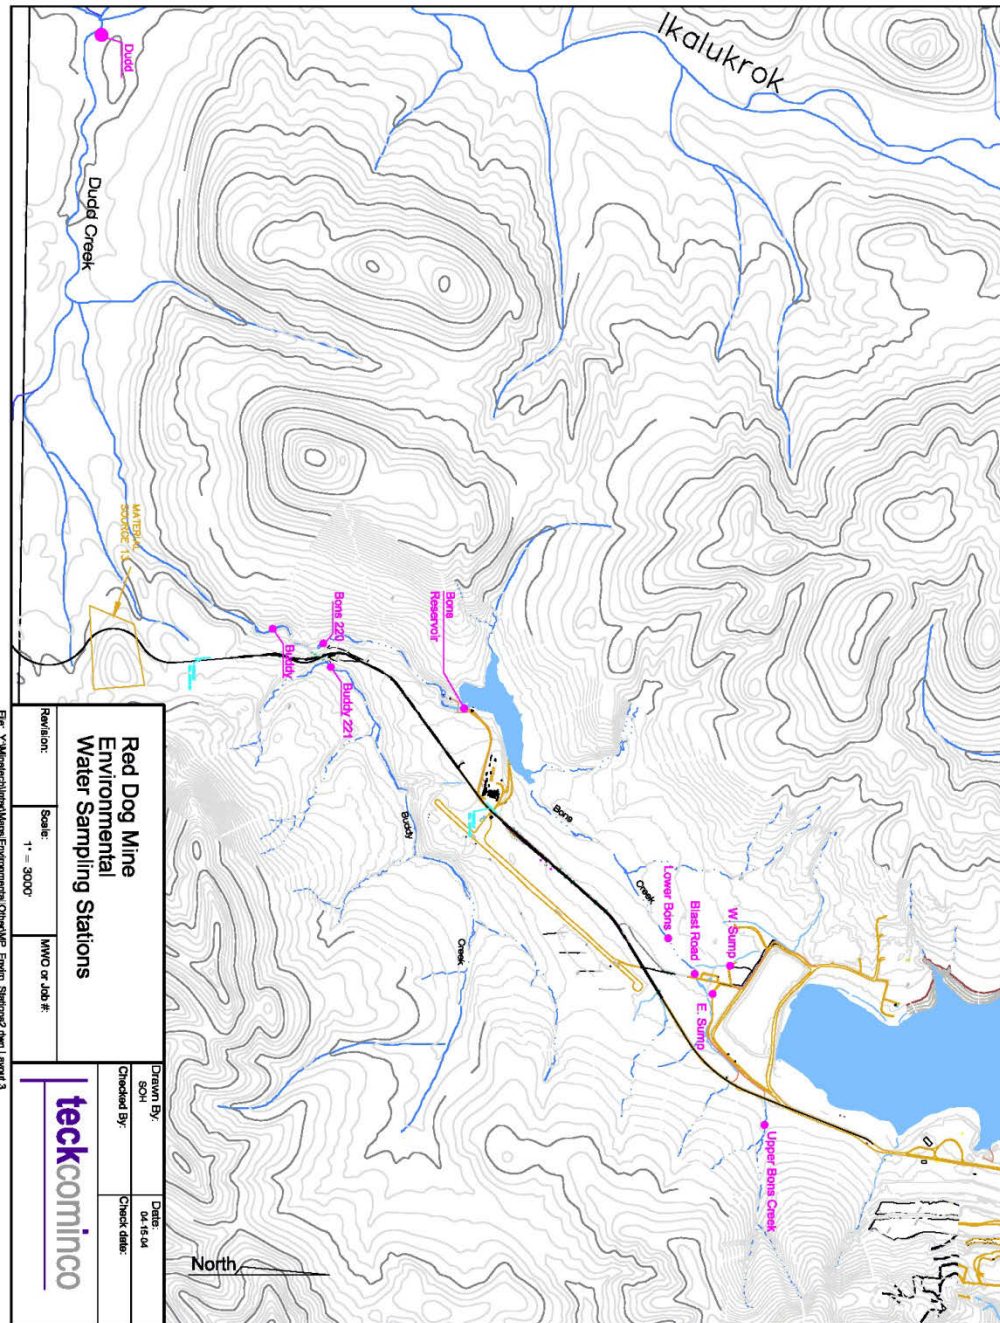 Ikalukrok
Dudd
Dudd Creek
MATERIAL
SOURCE 13
Bons
Reservoir
Bons 220
Buddy
Buddy 221
Bons
Creek
Buddy
Creek
Lower Bons
Blast Road
W. Sump
E. Sump
Upper Bons Creek
North
Red Dog Mine
Environmental
Water Sampling Stations
Revision:
Scale:
1" = 3000'
MWO or Job #:
Drawn By:
SOH
Date:
04-15-04
Checked By:
Check date:
teckcominco